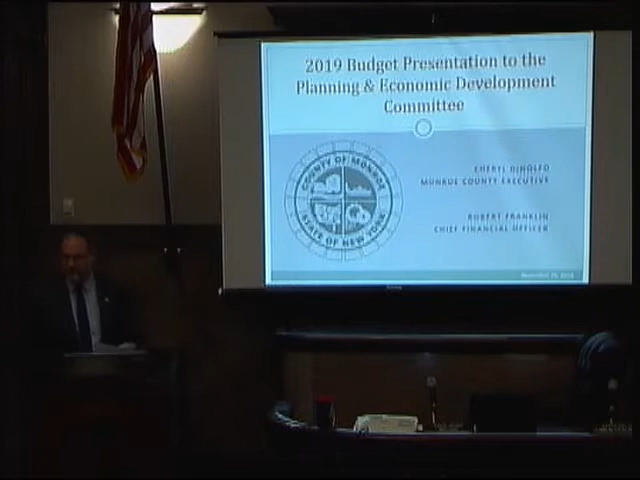 2019 Budget Presentation to the
Planning & Economic Development
Committee
COUNTY OF MONROE
STATE OF NEW YORK
CHERYL DINOLFO
MONROE COUNTY EXECUTIVE
ROBERT FRANKLIN
CHIEF FINANCIAL OFFICER